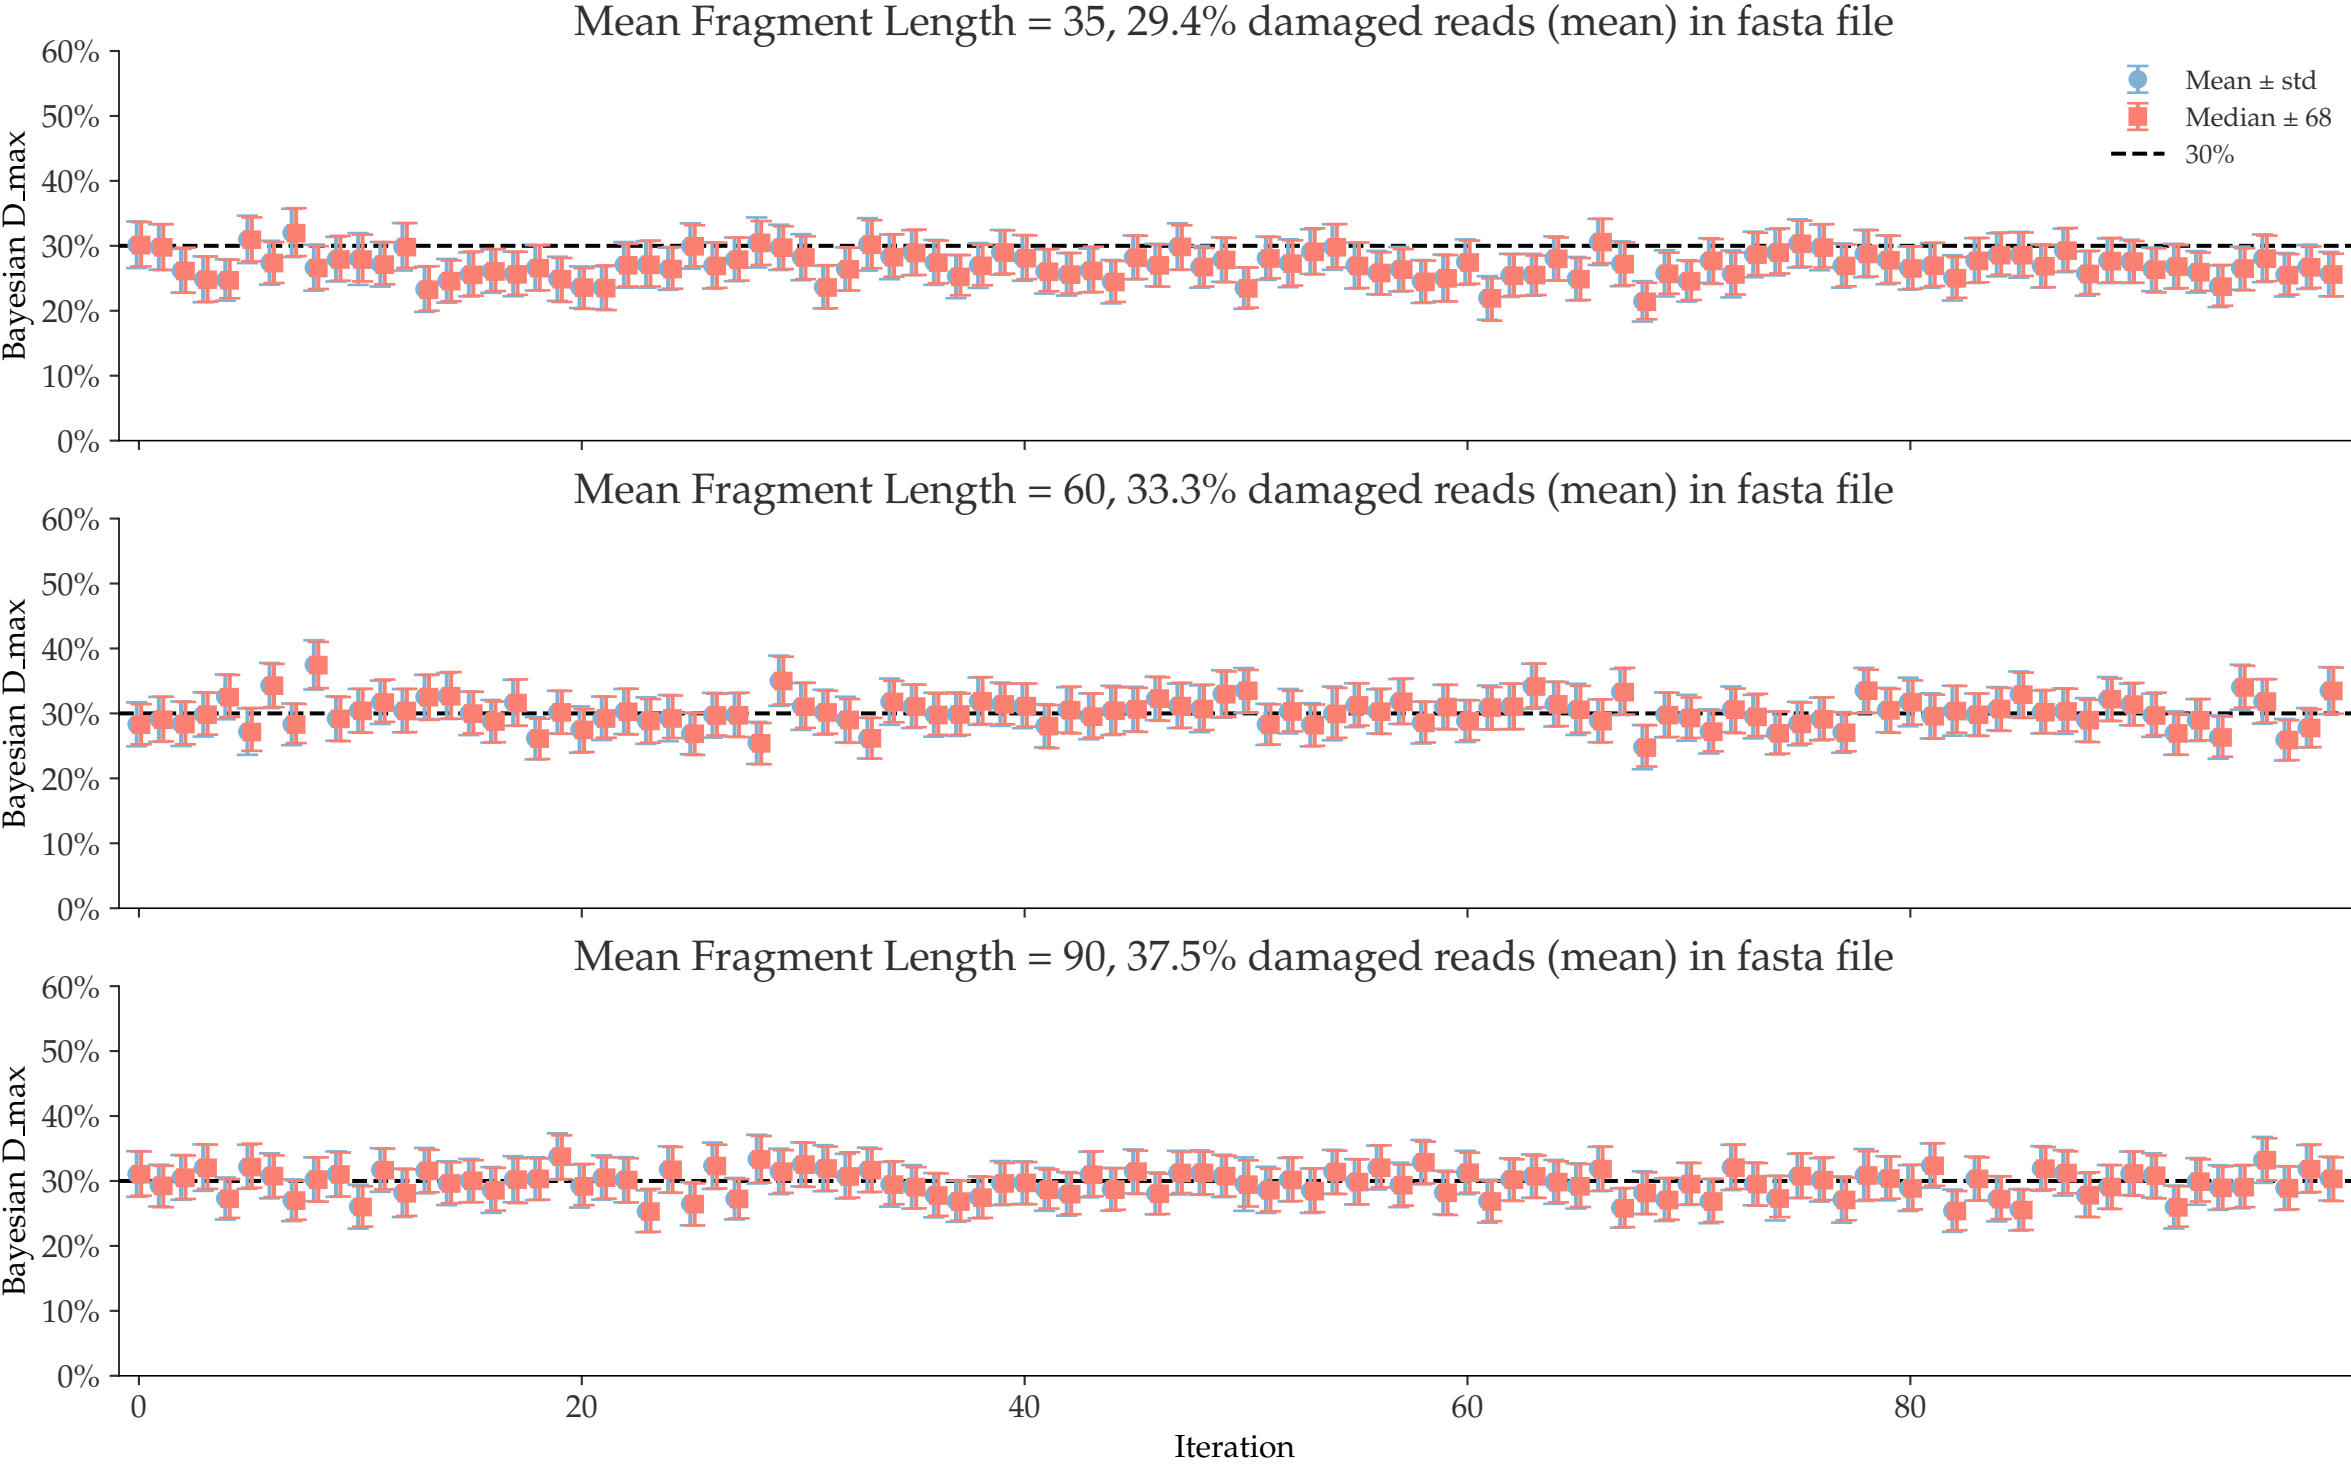 Mean Fragment Length = 35, 29.4% damaged reads (mean) in fasta file
60%
50%
40%
30%
20%
10%
0%
Bayesian D_max
Mean ± std
Median ± 68
30%
Mean Fragment Length = 60, 33.3% damaged reads (mean) in fasta file
60%
50%
40%
30%
20%
10%
0%
Bayesian D_max
Mean Fragment Length = 90, 37.5% damaged reads (mean) in fasta file
60%
50%
40%
30%
20%
10%
0%
Bayesian D_max
0 20 40 60 80
Iteration